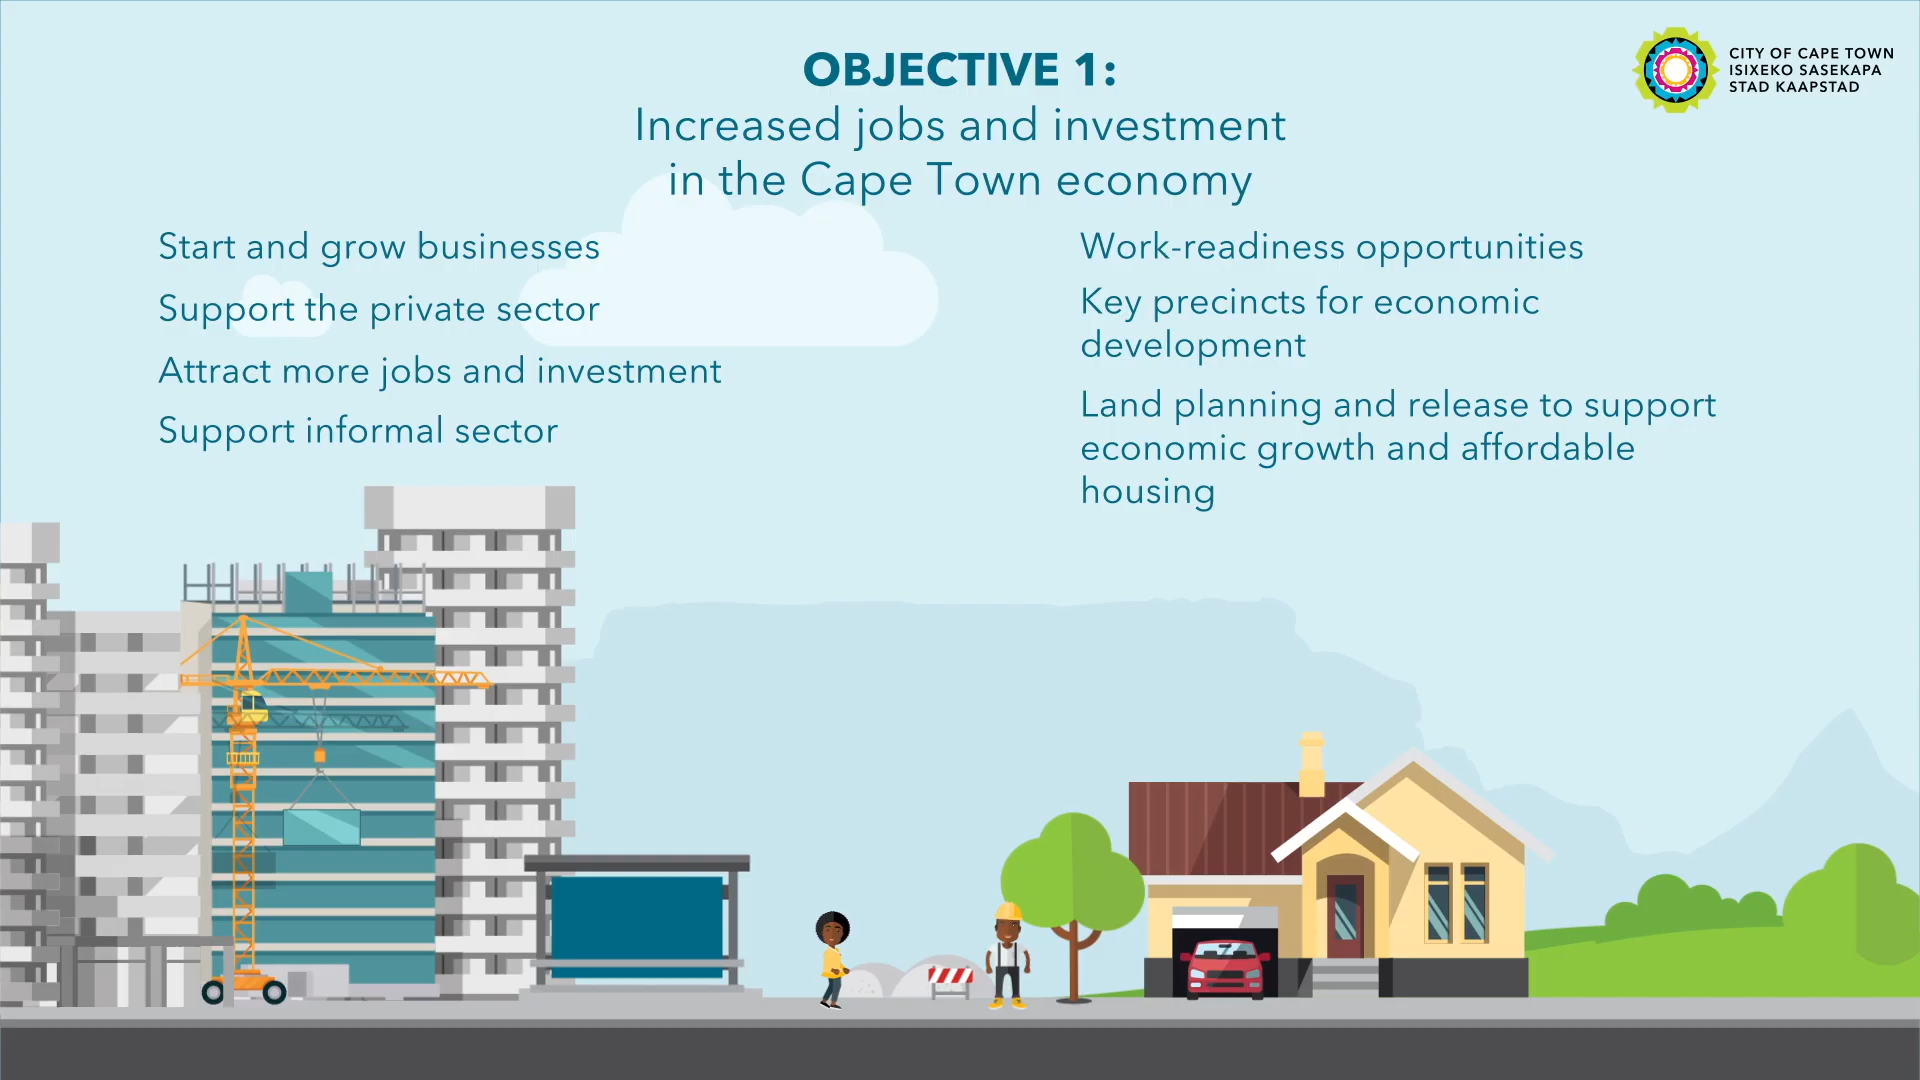 OBJECTIVE 1:
Increased jobs and investment
in the Cape Town economy
CITY OF CAPE TOWN
ISIXEKO SASEKAPA
STAD KAAPSTAD
Start and grow businesses
Support the private sector
Attract more jobs and investment
Support informal sector
Work-readiness opportunities
Key precincts for economic
development
Land planning and release to support
economic growth and affordable
housing